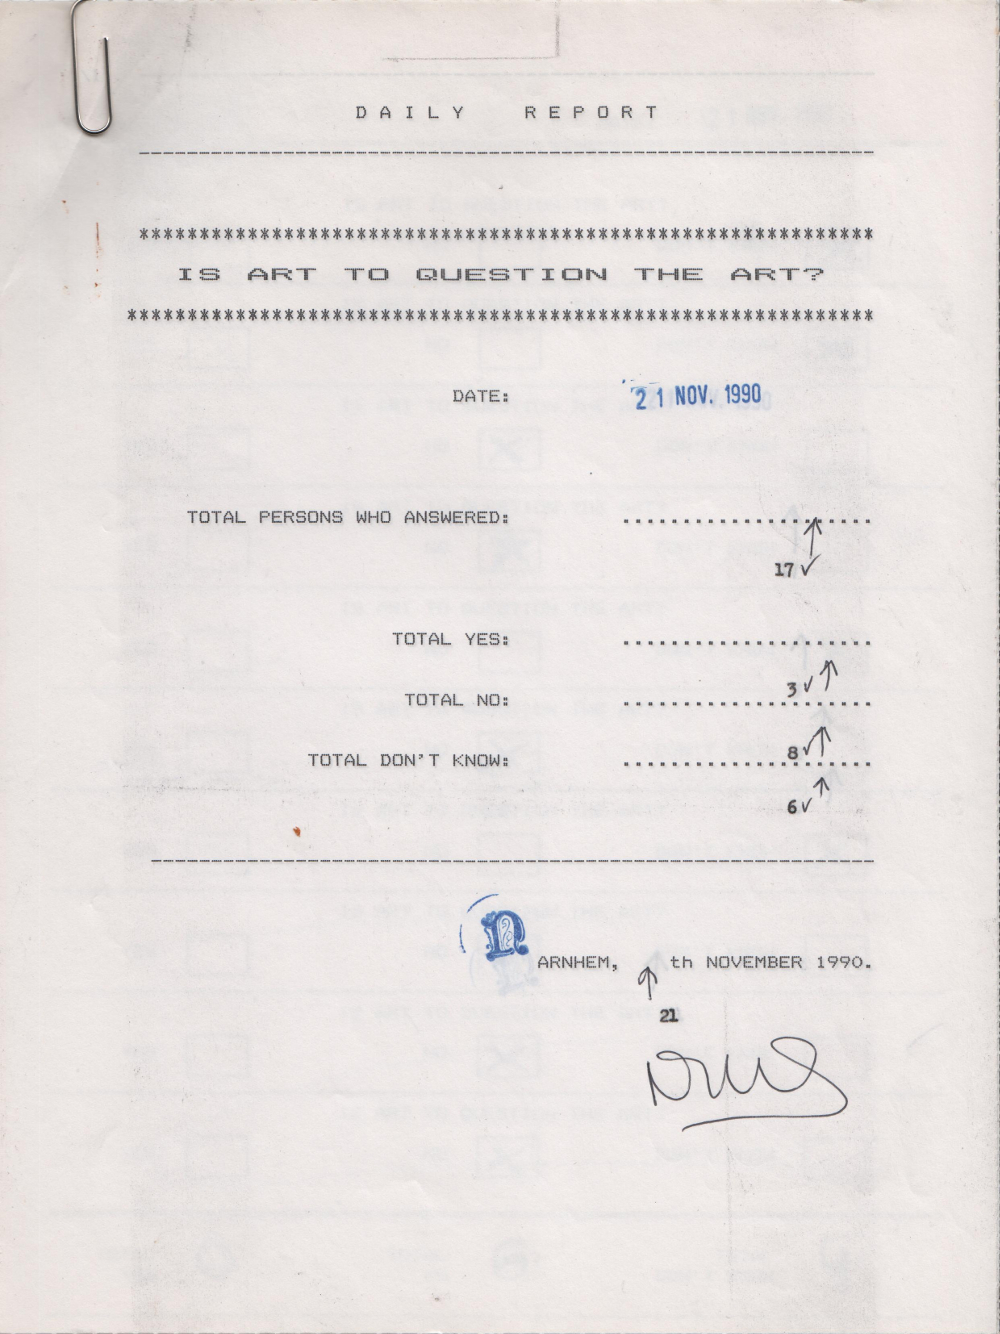 DAILY REPORT
IS ART TO QUESTION THE ART?
DATE: 21 NOV. 1990
TOTAL PERSONS WHO ANSWERED: ....................
17 ✓
TOTAL YES: ....................
3 ✓
TOTAL NO: ....................
8 ✓
TOTAL DON'T KNOW: ....................
6 ✓
n
ARNHEM, th NOVEMBER 1990.
21